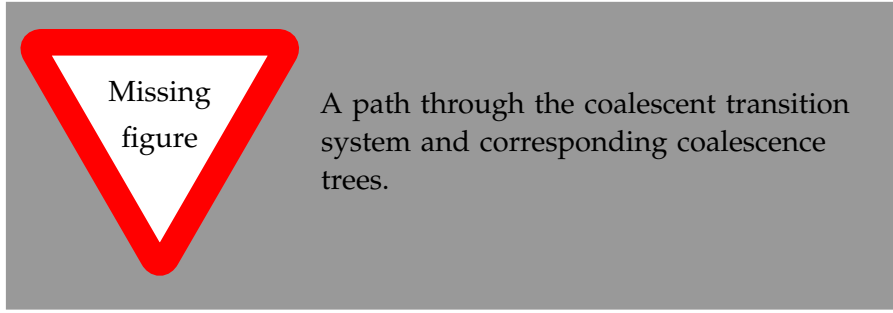 Missing
figure
A path through the coalescent transition
system and corresponding coalescence
trees.